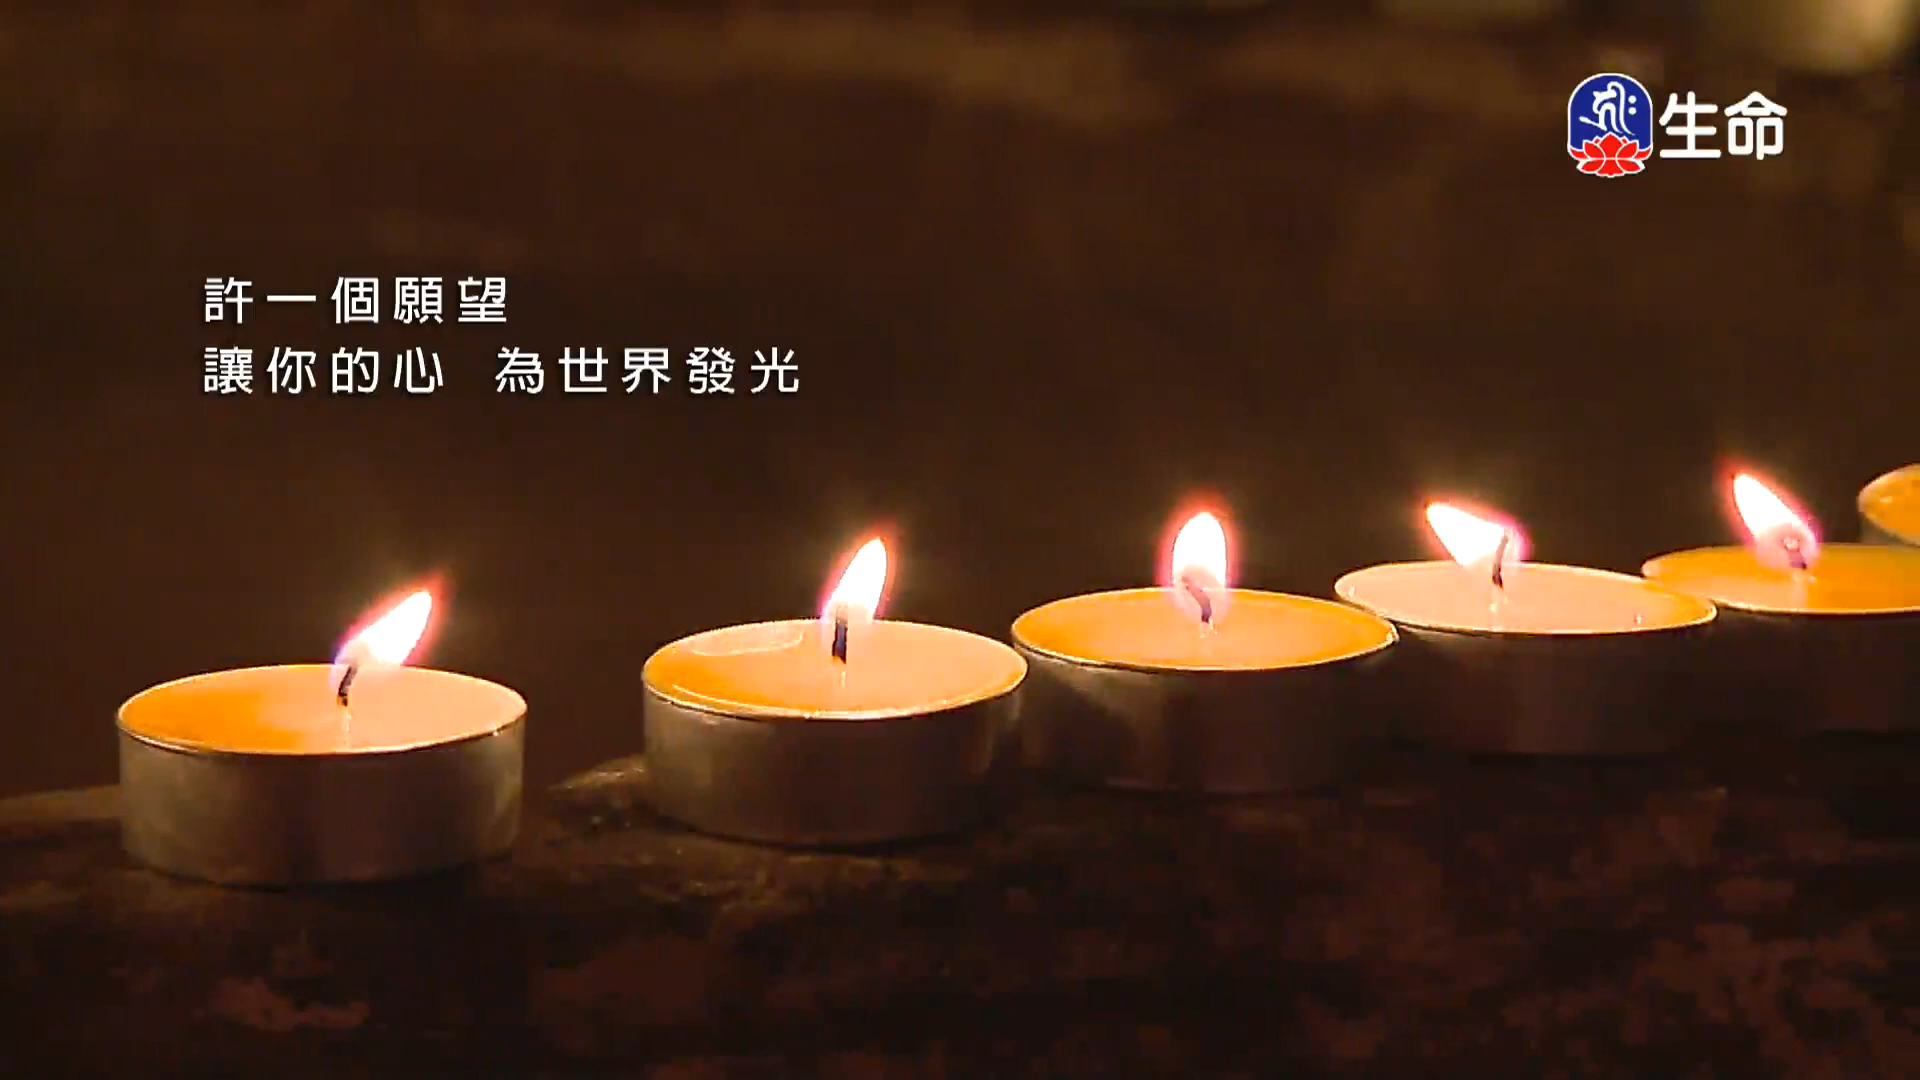 生命
許一個願望
讓你的心 為世界發光